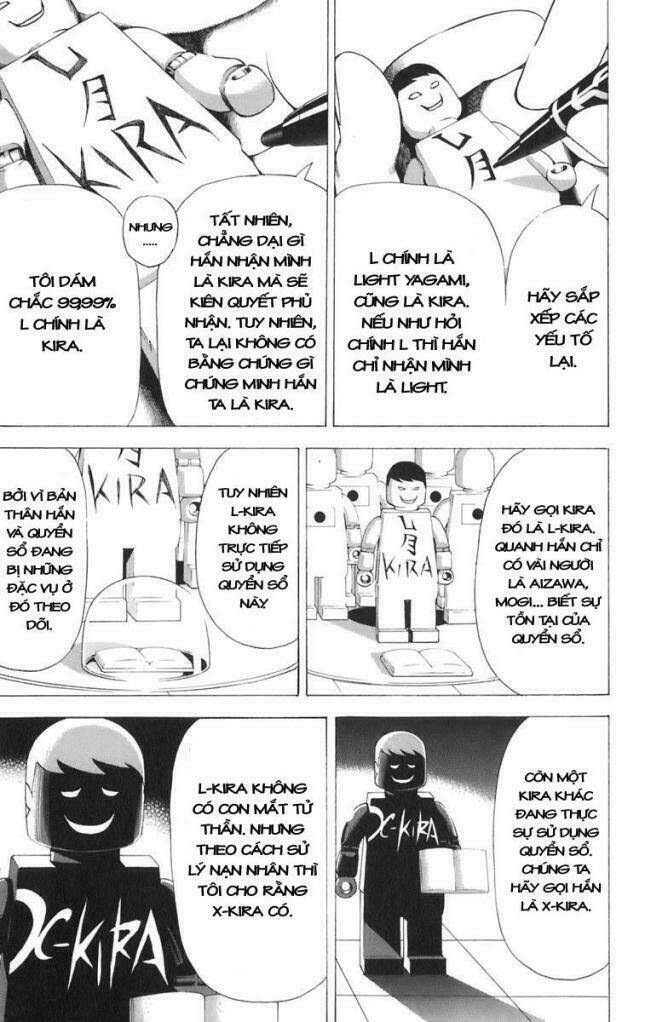 L月
HÃY SẮP
XẾP CÁC
YẾU TỐ
LẠI.
L CHÍNH LÀ
LIGHT YAGAMI,
CŨNG LÀ KIRA.
NẾU NHƯ HỎI
CHÍNH L THÌ HẮN
CHỈ NHẬN MÌNH
LÀ LIGHT.
L月
KIRA
TẤT NHIÊN,
CHẲNG DẠI GÌ
HẮN NHẬN MÌNH
LÀ KIRA MÀ SẼ
KIÊN QUYẾT PHỦ
NHẬN. TUY NHIÊN,
TA LẠI KHÔNG CÓ
BẰNG CHỨNG GÌ
CHỨNG MINH HẮN
TA LÀ KIRA.
NHƯNG
.....
TÔI DÁM
CHẮC 99,99%
L CHÍNH LÀ
KIRA.
HÃY GỌI KIRA
ĐÓ LÀ L-KIRA.
QUANH HẮN CHỈ
CÓ VÀI NGƯỜI
LÀ AIZAWA,
MOGI... BIẾT SỰ
TỒN TẠI CỦA
QUYỂN SỔ.
L月
KIRA
TUY NHIÊN
L-KIRA
KHÔNG
TRỰC TIẾP
SỬ DỤNG
QUYỂN SỔ
NÀY.
月
KIRA
BỞI VÌ BẢN
THÂN HẮN
VÀ QUYỂN
SỔ ĐANG
BỊ NHỮNG
ĐẶC VỤ Ở
ĐÓ THEO
DÕI.
CÒN MỘT
KIRA KHÁC
ĐANG THỰC
SỰ SỬ DỤNG
QUYỂN SỔ.
CHÚNG TA
HÃY GỌI HẮN
LÀ X-KIRA.
X-KIRA
L-KIRA KHÔNG
CÓ CON MẮT TỬ
THẦN. NHƯNG
THEO CÁCH SỬ
LÝ NẠN NHÂN THÌ
TÔI CHO RẰNG
X-KIRA CÓ.
X-KIRA